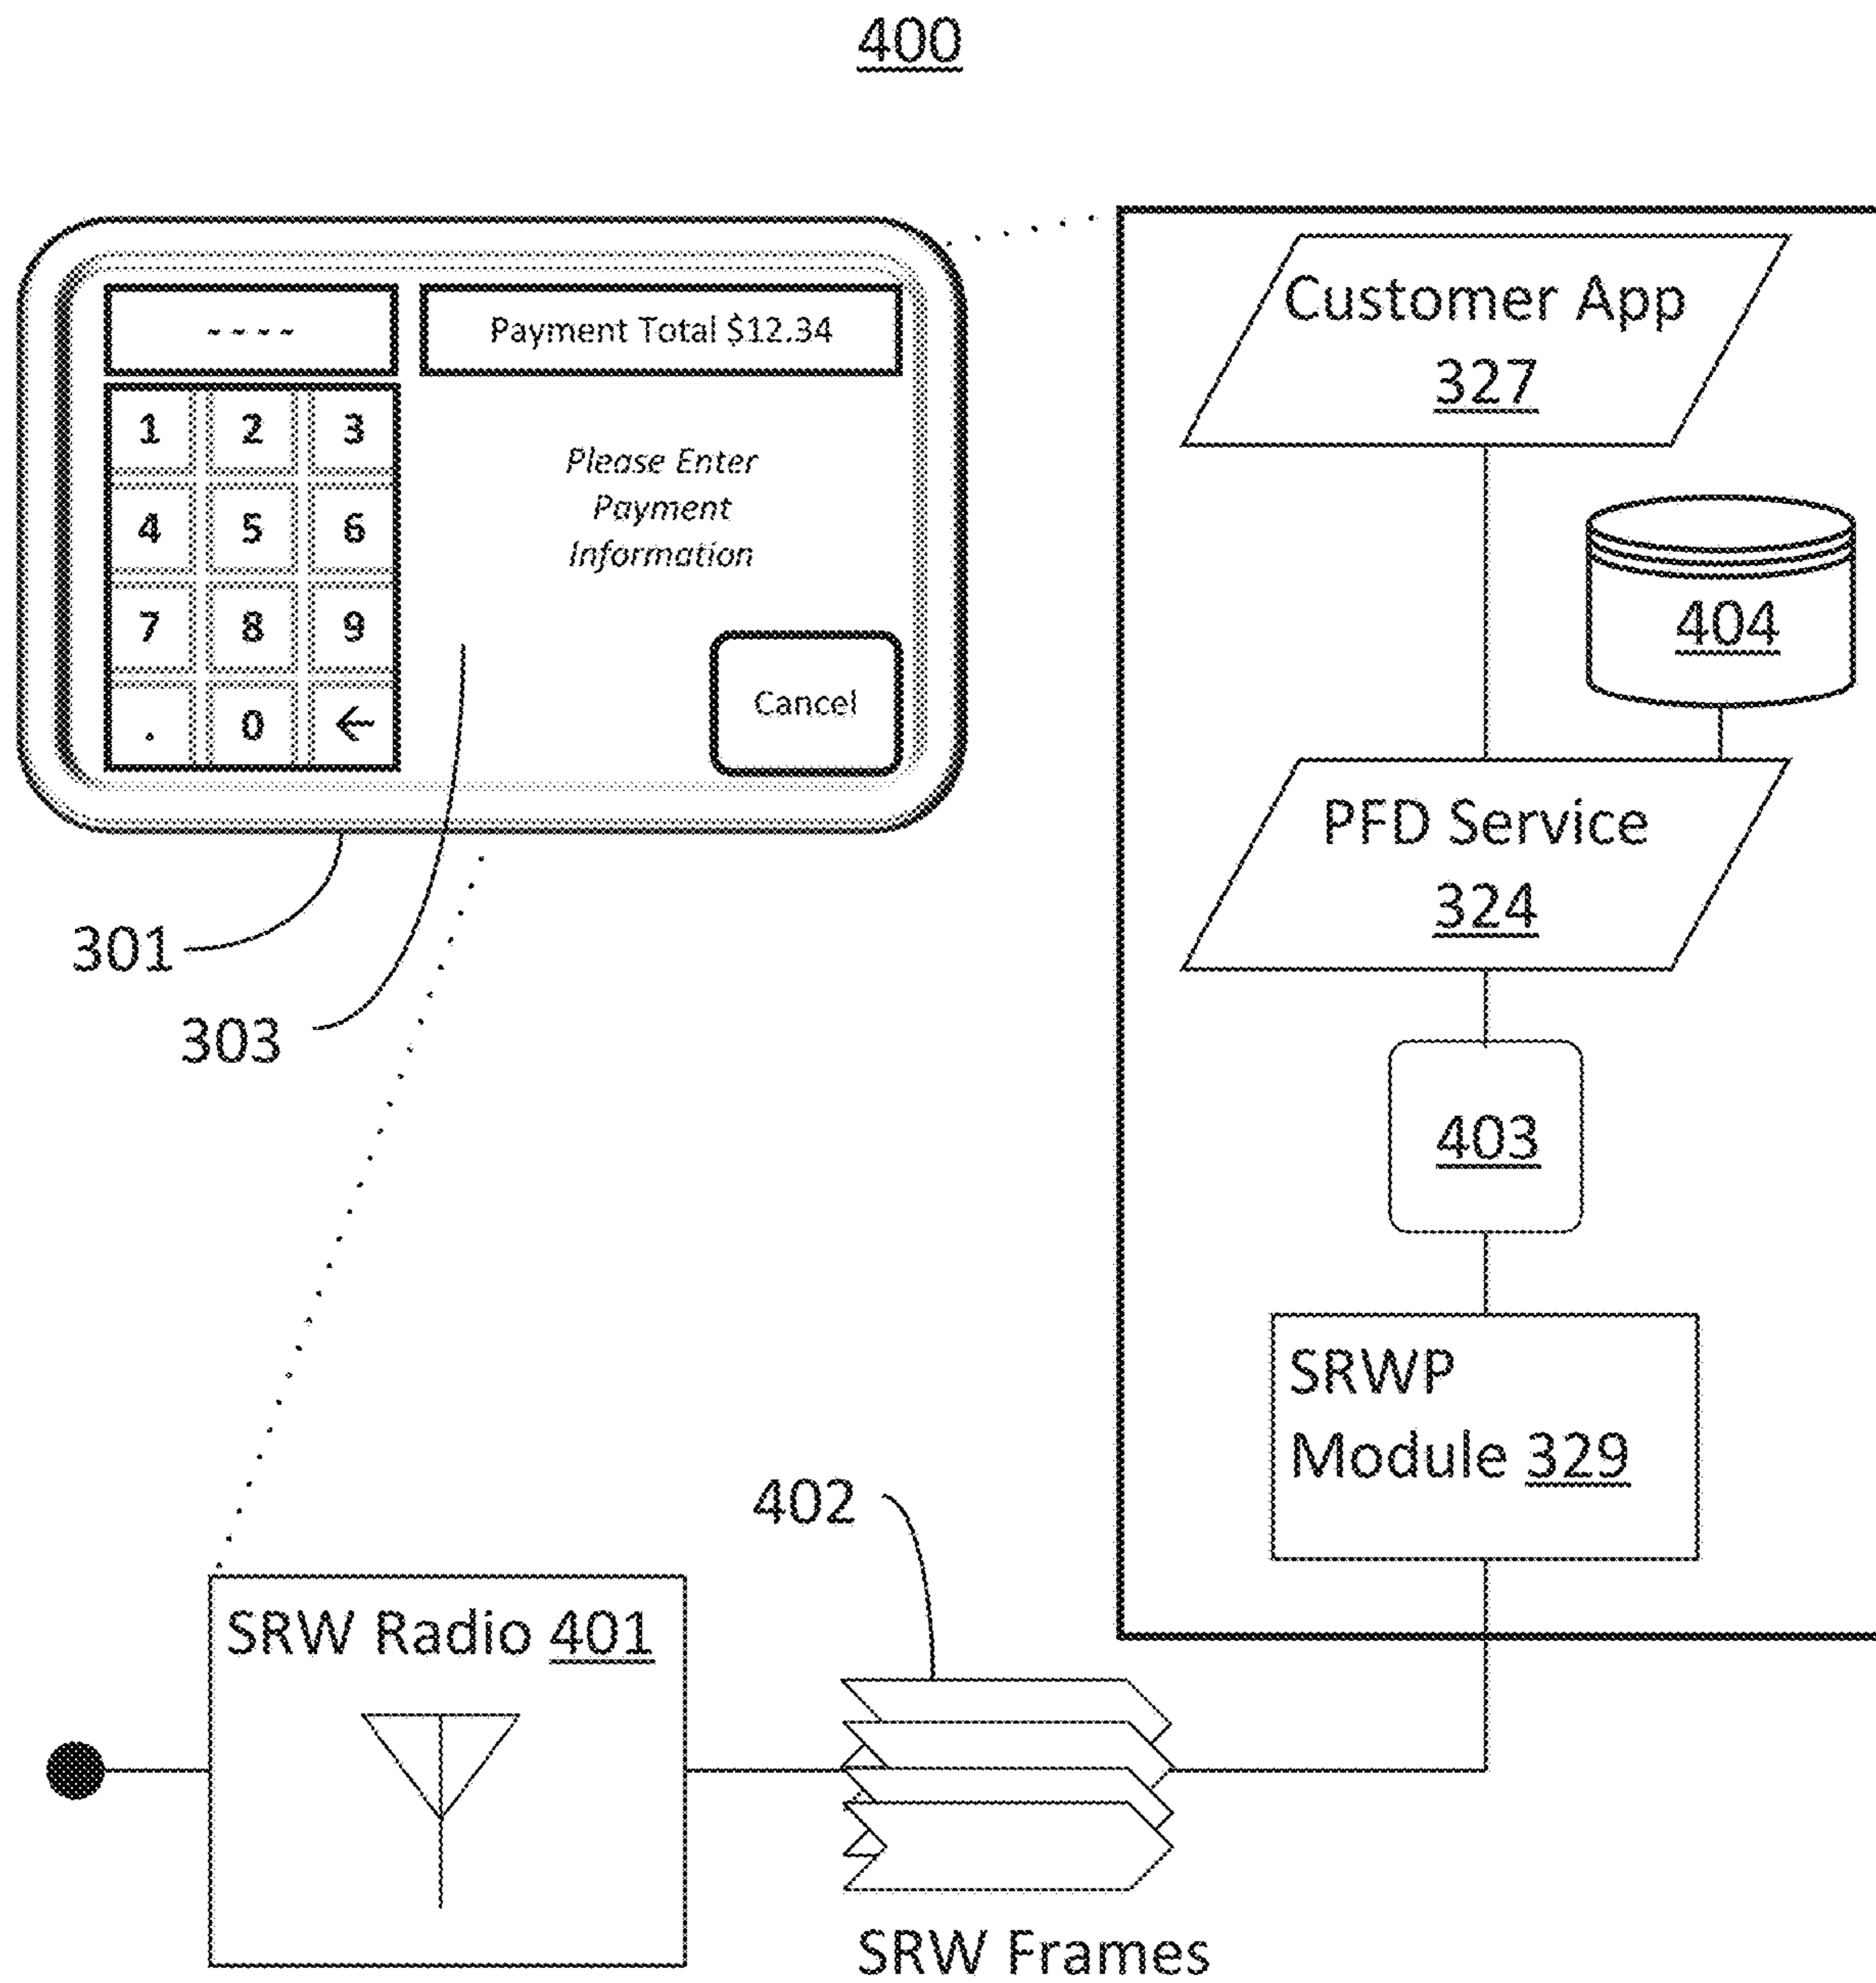 400
- - - -
Payment Total $12.34
1 2 3
4 5 6
7 8 9
. 0 ←
Please Enter
Payment
Information
Cancel
301
303
Customer App
327
404
PFD Service
324
403
SRWP
Module 329
402
SRW Radio 401
SRW Frames